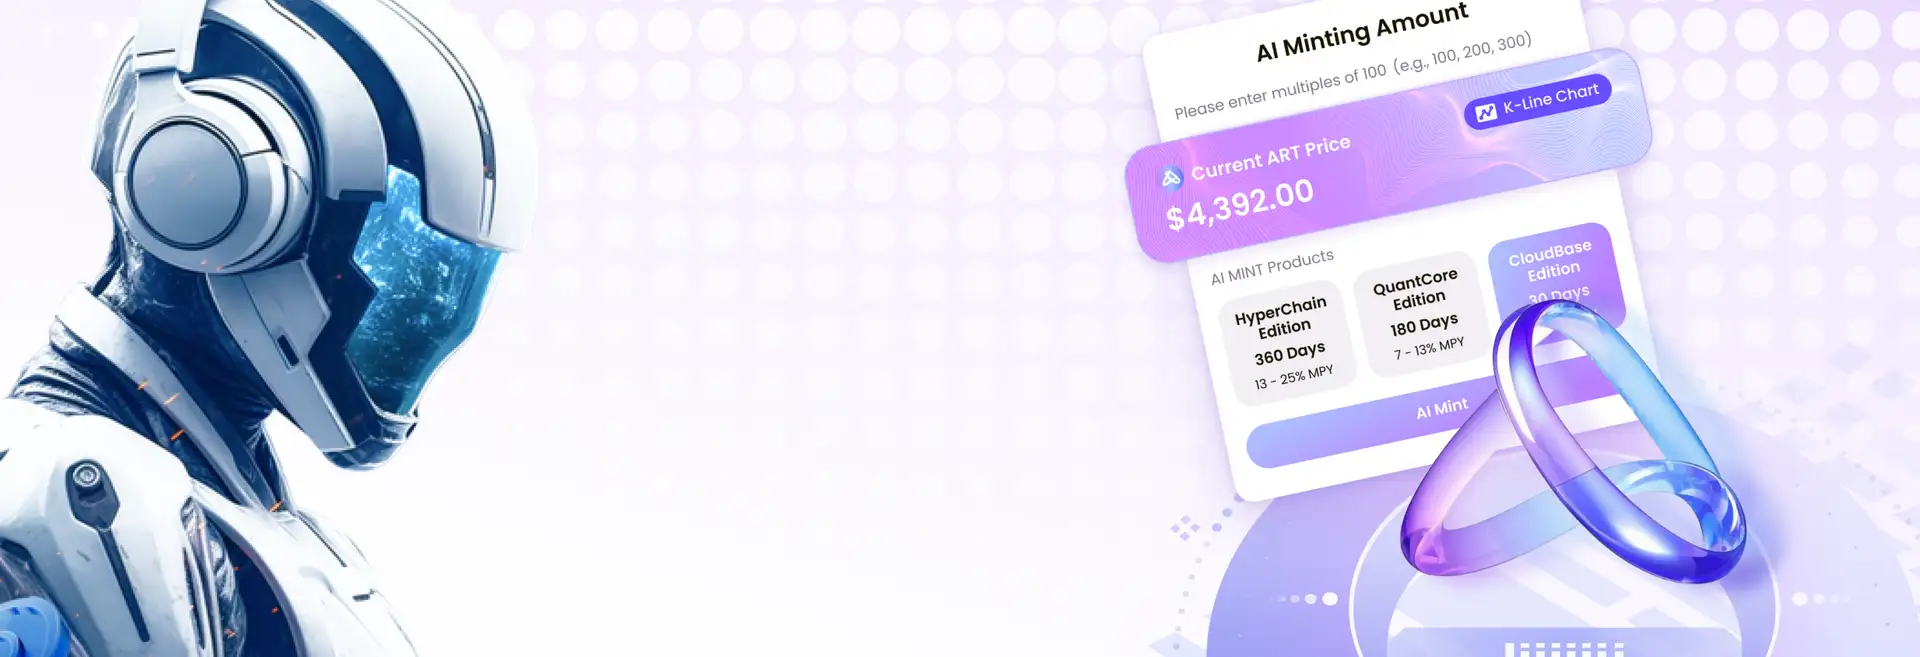 AI Minting Amount
Please enter multiples of 100 (e.g., 100, 200, 300)
K-Line Chart
Current ART Price
$4,392.00
AI MINT Products
HyperChain
Edition
360 Days
13 - 25% MPY
QuantCore
Edition
180 Days
7 - 13% MPY
CloudBase
Edition
30 Days
AI Mint